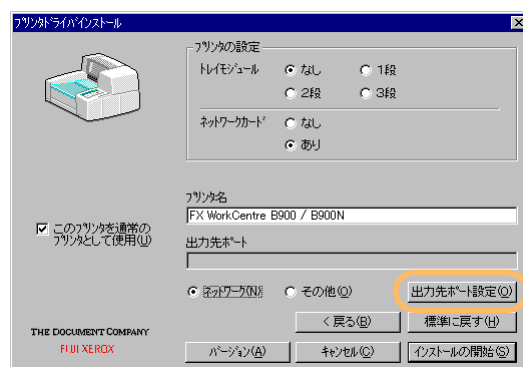 ﾌﾟﾘﾝﾀﾄﾞﾗｲﾊﾞｲﾝｽﾄｰﾙ
ﾌﾟﾘﾝﾀの設定
ﾄﾚｲﾓｼﾞｭｰﾙ なし 1段
2段 3段
ﾈｯﾄﾜｰｸｶｰﾄﾞ なし
あり
ﾌﾟﾘﾝﾀ名
FX WorkCentre B900 / B900N
このﾌﾟﾘﾝﾀを通常の
ﾌﾟﾘﾝﾀとして使用(U)
出力先ﾎﾟｰﾄ
ﾈｯﾄﾜｰｸ(N) その他(O) 出力先ﾎﾟｰﾄ設定(O)
< 戻る(B) 標準に戻す(H)
THE DOCUMENT COMPANY
FUJI XEROX
ﾊﾞｰｼﾞｮﾝ(A) ｷｬﾝｾﾙ(C) ｲﾝｽﾄｰﾙの開始(S)